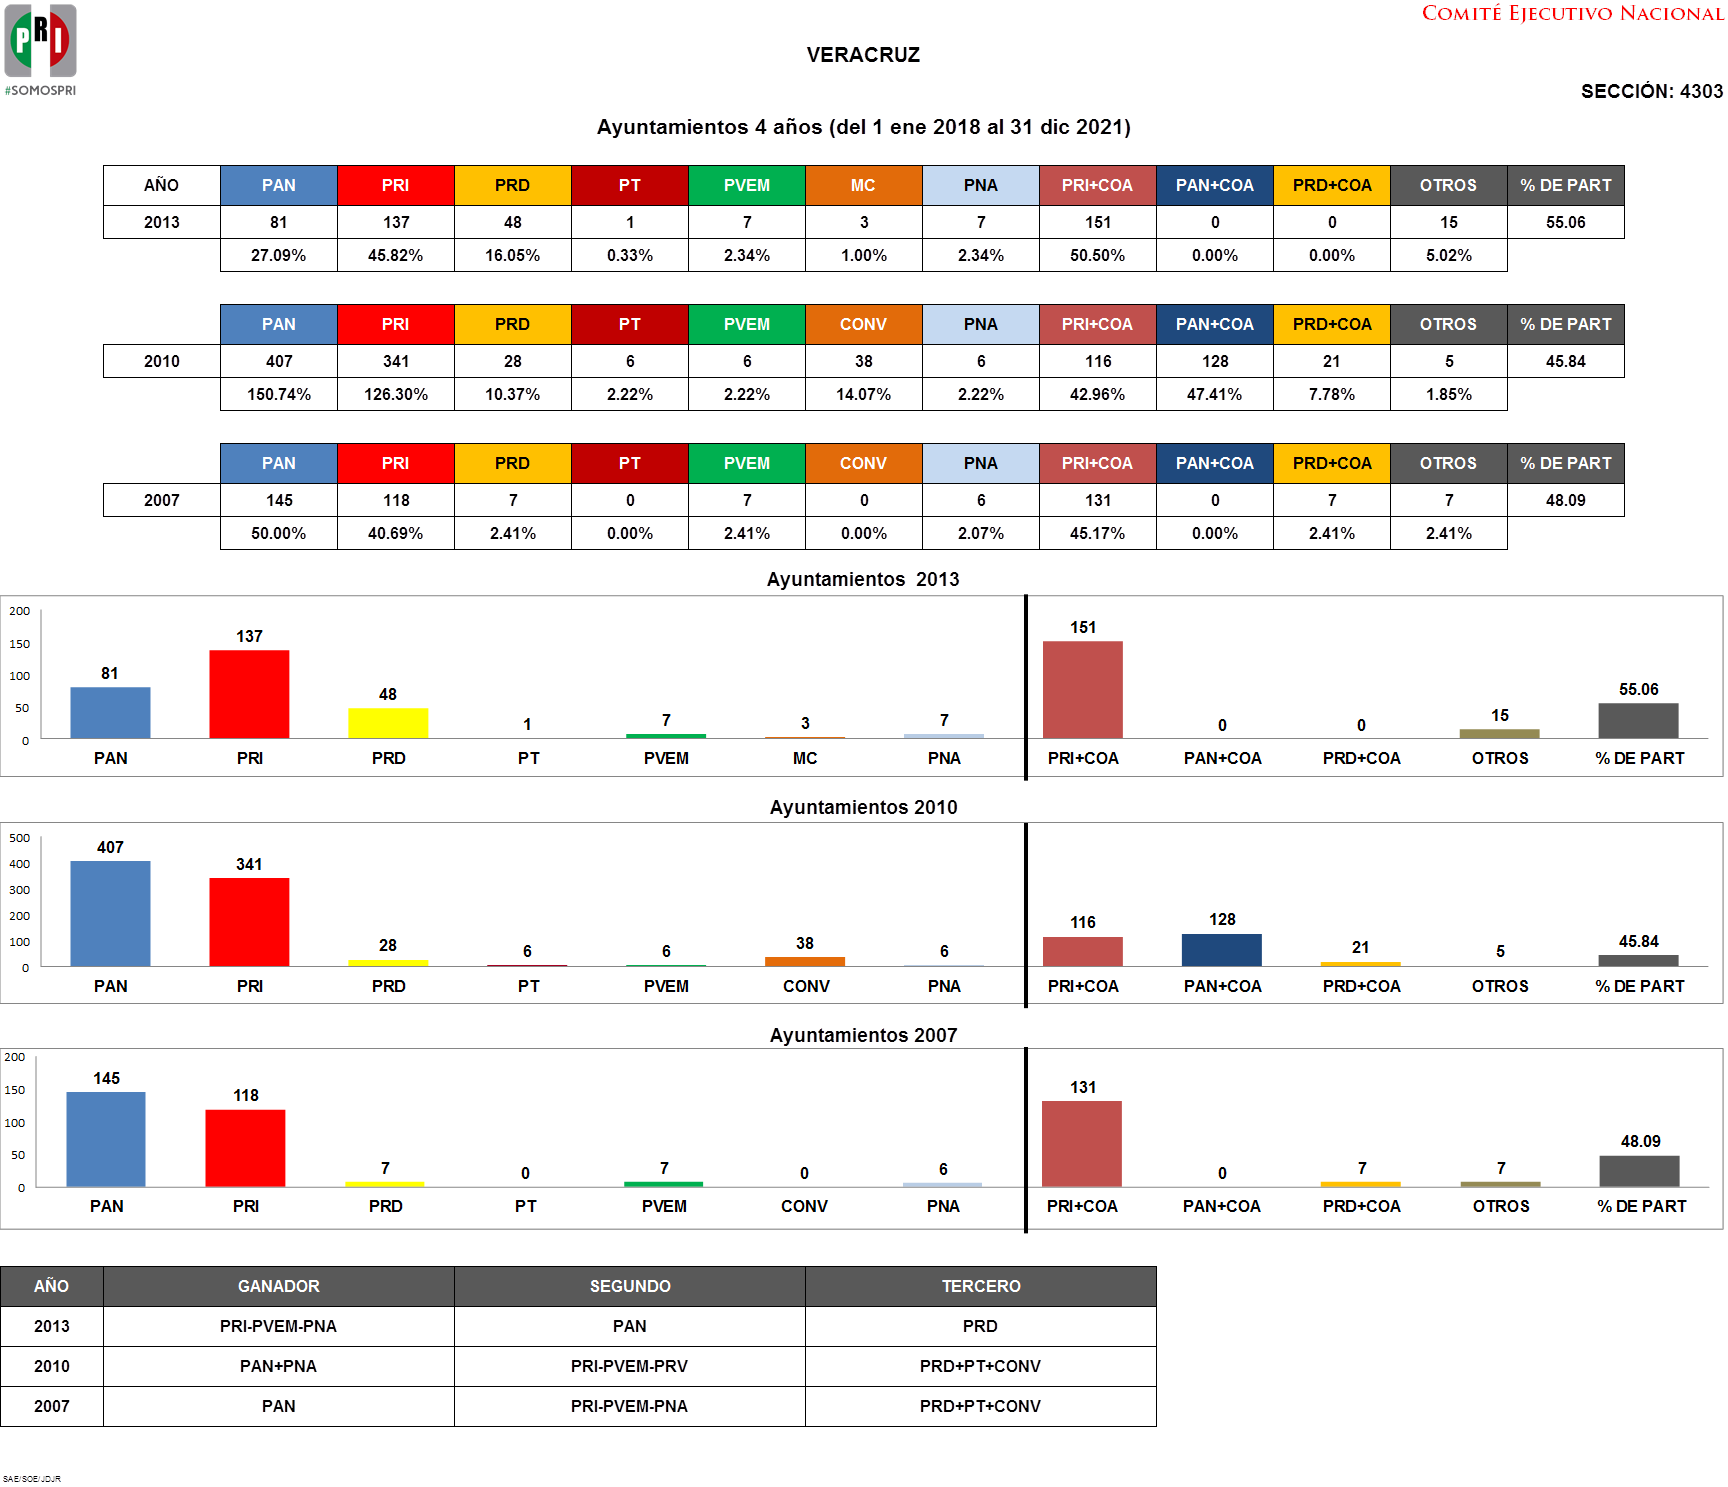 COMITÉ EJECUTIVO NACIONAL
PRI
#SOMOSPRI
VERACRUZ
SECCIÓN: 4303
Ayuntamientos 4 años (del 1 ene 2018 al 31 dic 2021)
AÑO PAN PRI PRD PT PVEM MC PNA PRI+COA PAN+COA PRD+COA OTROS % DE PART
2013 81 137 48 1 7 3 7 151 0 0 15 55.06
27.09% 45.82% 16.05% 0.33% 2.34% 1.00% 2.34% 50.50% 0.00% 0.00% 5.02%
PAN PRI PRD PT PVEM CONV PNA PRI+COA PAN+COA PRD+COA OTROS % DE PART
2010 407 341 28 6 6 38 6 116 128 21 5 45.84
150.74% 126.30% 10.37% 2.22% 2.22% 14.07% 2.22% 42.96% 47.41% 7.78% 1.85%
PAN PRI PRD PT PVEM CONV PNA PRI+COA PAN+COA PRD+COA OTROS % DE PART
2007 145 118 7 0 7 0 6 131 0 7 7 48.09
50.00% 40.69% 2.41% 0.00% 2.41% 0.00% 2.07% 45.17% 0.00% 2.41% 2.41%
Ayuntamientos 2013
200
150
100
50
0
81 137 48 1 7 3 7 151 0 0 15 55.06
PAN PRI PRD PT PVEM MC PNA PRI+COA PAN+COA PRD+COA OTROS % DE PART
Ayuntamientos 2010
500
400
300
200
100
0
407 341 28 6 6 38 6 116 128 21 5 45.84
PAN PRI PRD PT PVEM CONV PNA PRI+COA PAN+COA PRD+COA OTROS % DE PART
Ayuntamientos 2007
200
150
100
50
0
145 118 7 0 7 0 6 131 0 7 7 48.09
PAN PRI PRD PT PVEM CONV PNA PRI+COA PAN+COA PRD+COA OTROS % DE PART
AÑO GANADOR SEGUNDO TERCERO
2013 PRI-PVEM-PNA PAN PRD
2010 PAN+PNA PRI-PVEM-PRV PRD+PT+CONV
2007 PAN PRI-PVEM-PNA PRD+PT+CONV
SAE/SOE/JDJR